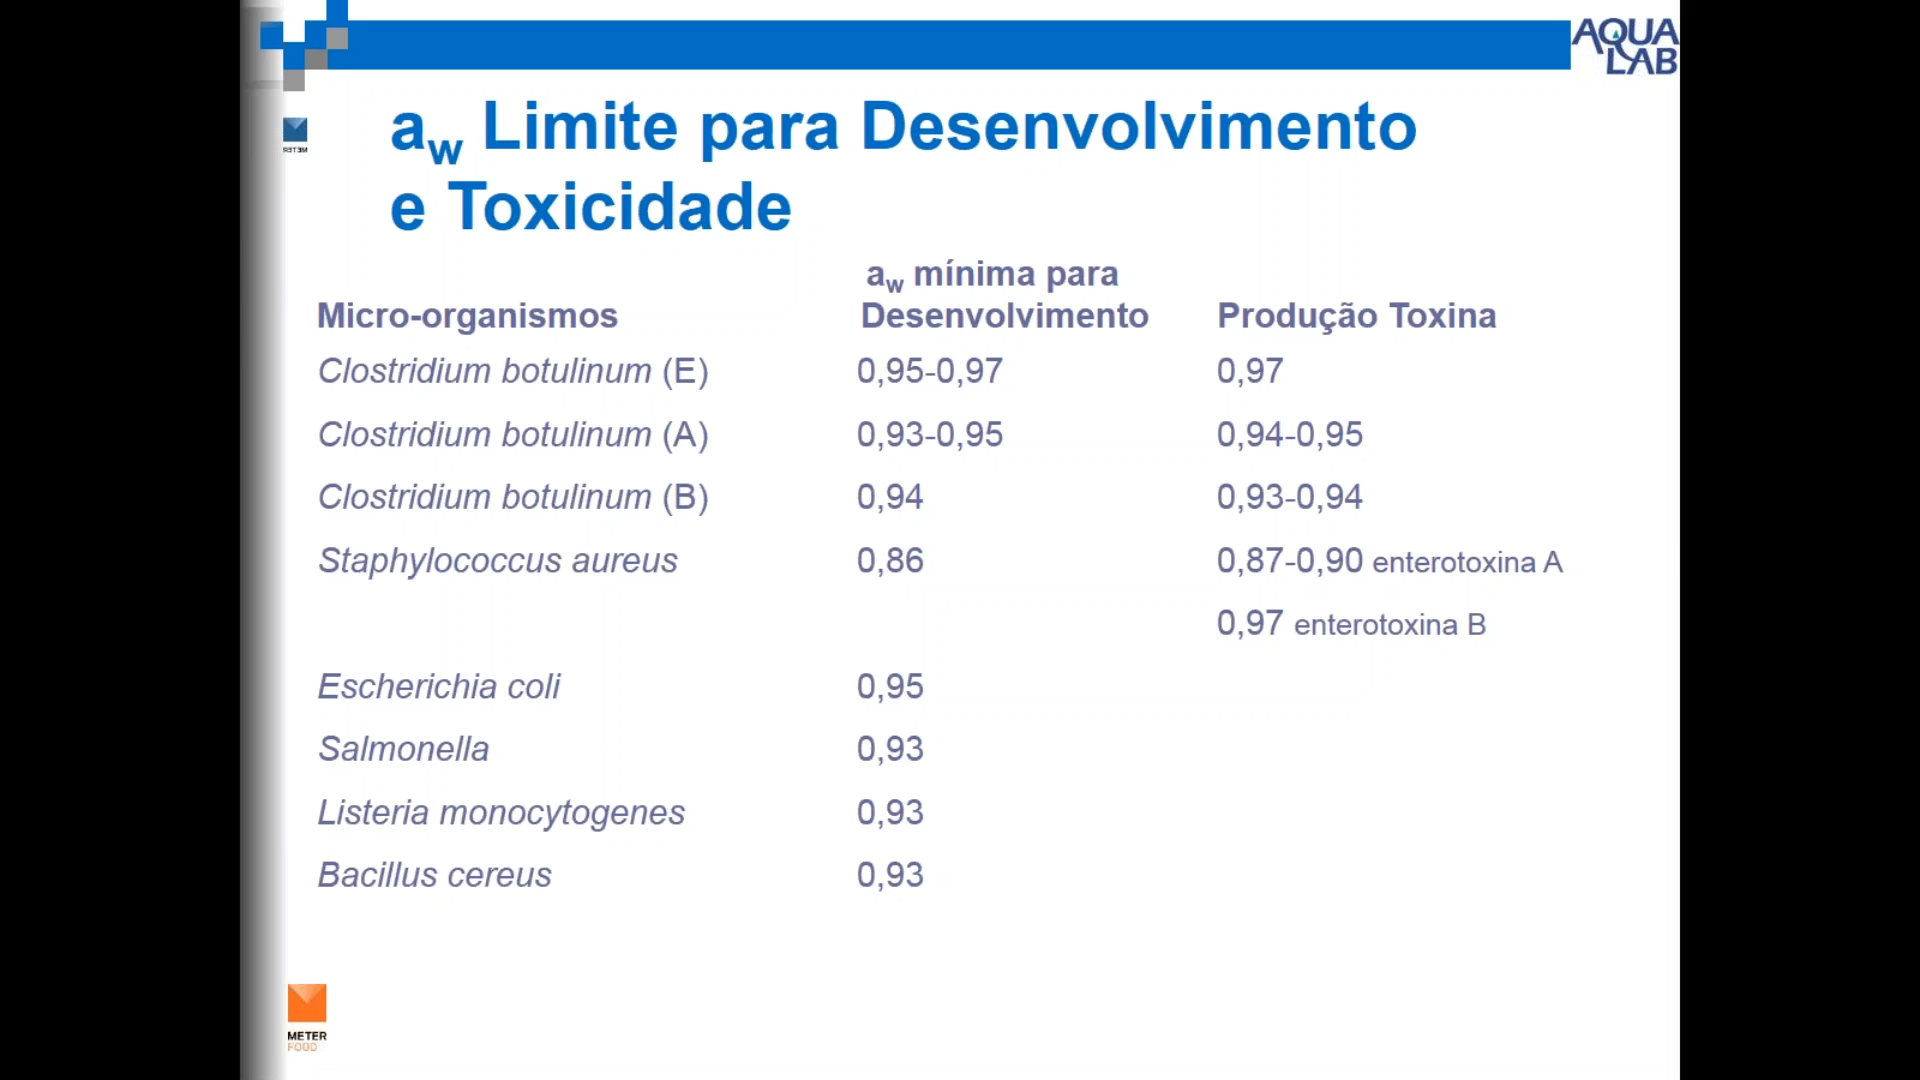 AQUA
LAB
METER
aw Limite para Desenvolvimento
e Toxicidade
aw mínima para
Micro-organismos Desenvolvimento Produção Toxina
Clostridium botulinum (E) 0,95-0,97 0,97
Clostridium botulinum (A) 0,93-0,95 0,94-0,95
Clostridium botulinum (B) 0,94 0,93-0,94
Staphylococcus aureus 0,86 0,87-0,90 enterotoxina A
0,97 enterotoxina B
Escherichia coli 0,95
Salmonella 0,93
Listeria monocytogenes 0,93
Bacillus cereus 0,93
METER
FOOD